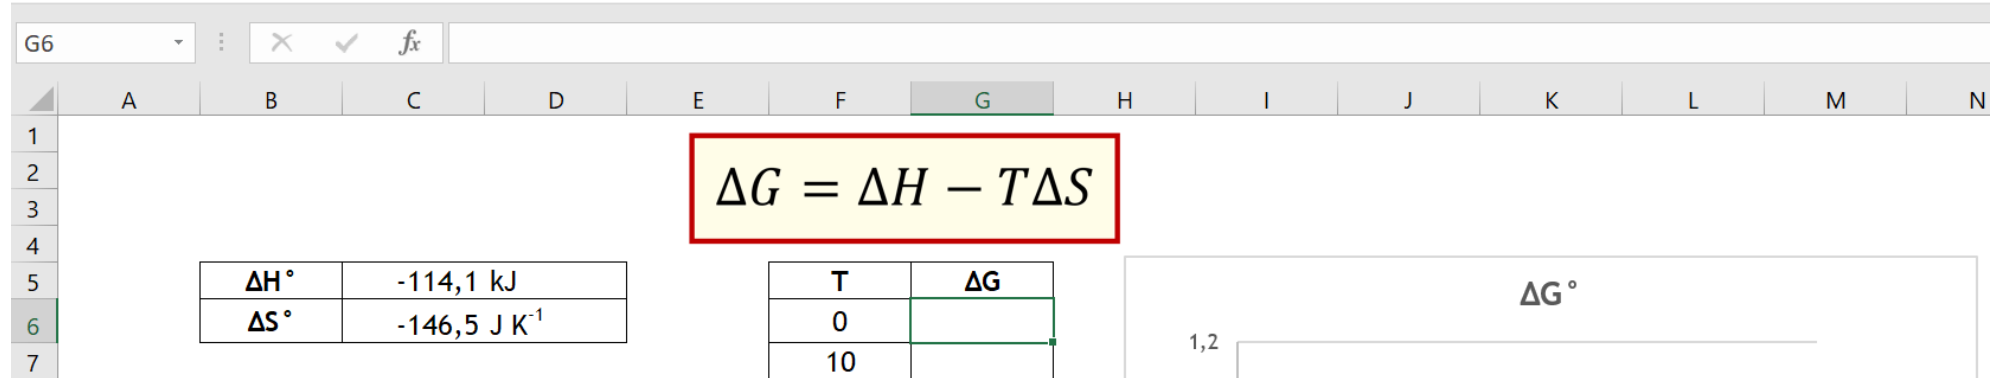 G6 fx
A B C D E F G H I J K L M N
1
2 ΔG = ΔH − TΔS
3
4
5 ΔH° -114,1 kJ T ΔG ΔG°
6 ΔS° -146,5 J K⁻¹ 0 1,2
7 10